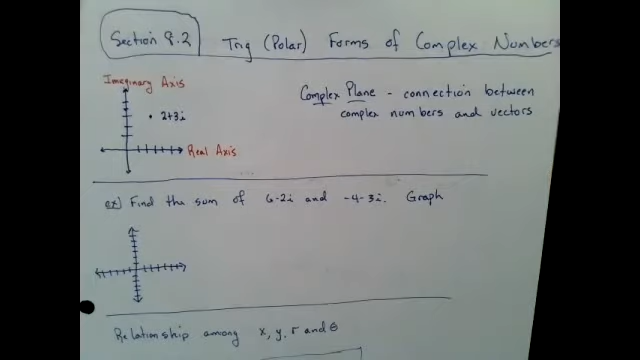 Section 8.2 Trig (Polar) Forms of Complex Numbers
Imaginary Axis
2+3i
Real Axis
Complex Plane - connection between
complex numbers and vectors
ex) Find the sum of 6-2i and -4-3i. Graph
Relationship among x, y, r and θ